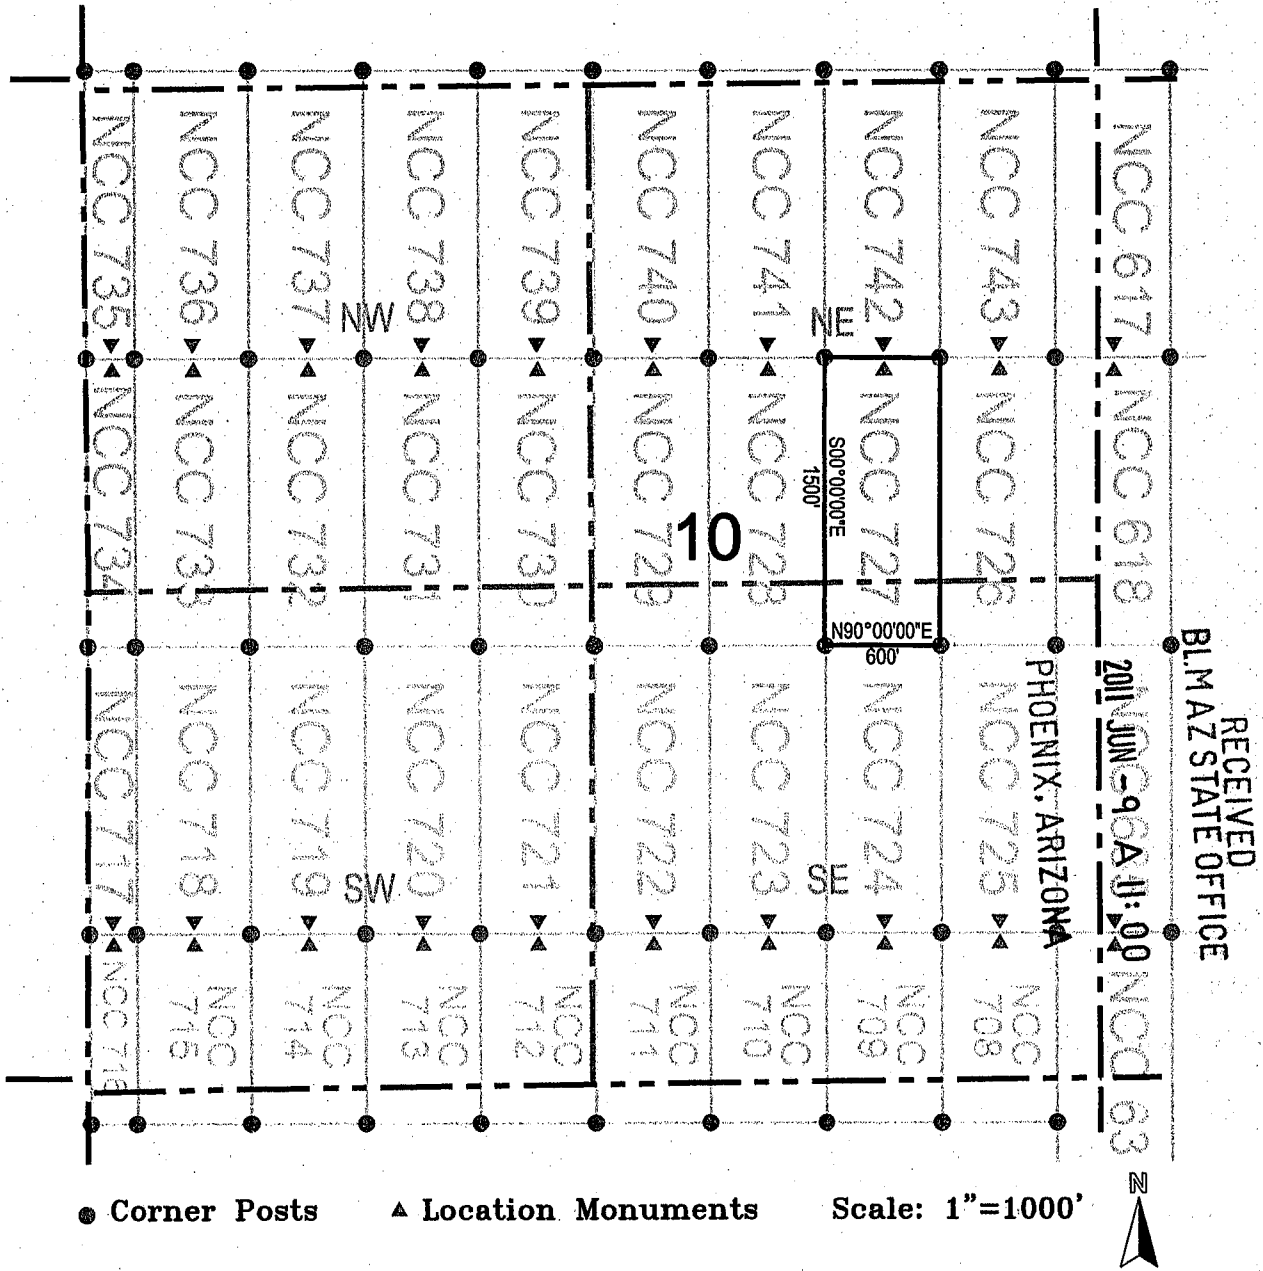 NCC 735
NCC 736
NCC 737
NCC 738
NCC 739
NCC 740
NCC 741
NCC 742
NCC 743
NCC 617
NW
NE
NCC 734
NCC 733
NCC 732
NCC 731
NCC 730
NCC 729
NCC 728
NCC 727
NCC 726
NCC 618
10
S00°00'00"E
1500'
N90°00'00"E
600'
NCC 717
NCC 718
NCC 719
NCC 720
NCC 721
NCC 722
NCC 723
NCC 724
NCC 725
SW
SE
RECEIVED
BLM AZ STATE OFFICE
2011 JUN -9 A 11: 00
PHOENIX, ARIZONA
NCC 716
NCC
715
NCC
714
NCC
713
NCC
712
NCC
711
NCC
710
NCC
709
NCC
708
NCC 63
N
Corner Posts
Location Monuments
Scale: 1"=1000'